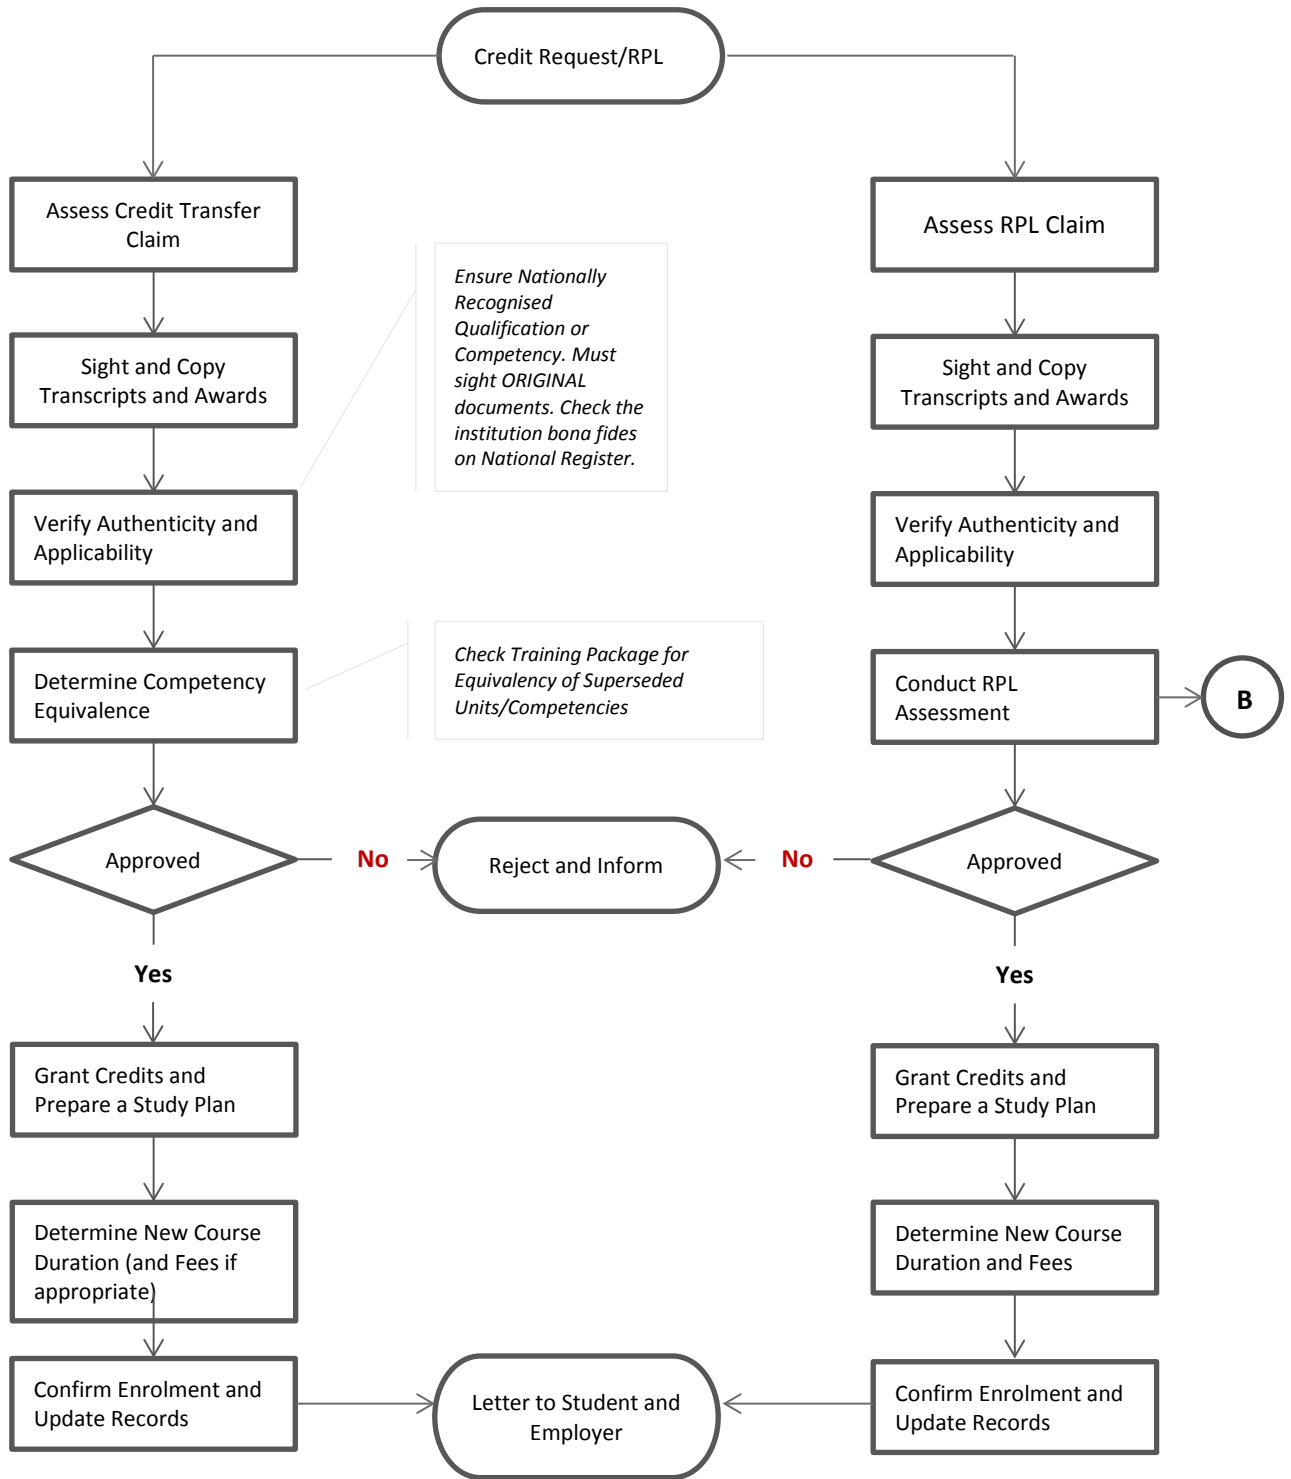 Credit Request/RPL
Assess Credit Transfer
Claim
Assess RPL Claim
Ensure Nationally
Recognised
Qualification or
Competency. Must
sight ORIGINAL
documents. Check the
institution bona fides
on National Register.
Sight and Copy
Transcripts and Awards
Sight and Copy
Transcripts and Awards
Verify Authenticity and
Applicability
Verify Authenticity and
Applicability
Determine Competency
Equivalence
Check Training Package for
Equivalency of Superseded
Units/Competencies
Conduct RPL
Assessment
B
Approved
No
Reject and Inform
No
Approved
Yes
Yes
Grant Credits and
Prepare a Study Plan
Grant Credits and
Prepare a Study Plan
Determine New Course
Duration (and Fees if
appropriate)
Determine New Course
Duration and Fees
Confirm Enrolment and
Update Records
Letter to Student and
Employer
Confirm Enrolment and
Update Records